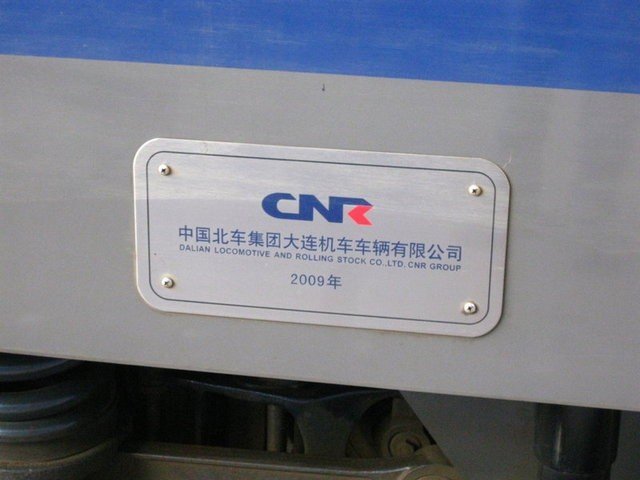 CNR
中国北车集团大连机车车辆有限公司
DALIAN LOCOMOTIVE AND ROLLING STOCK CO.,LTD. CNR GROUP
2009年